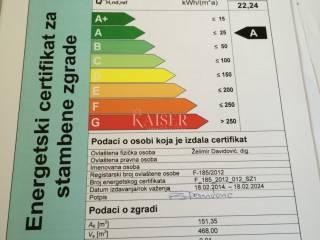 Energetski certifikat za
stambene zgrade
Q"H,nd,ref kWh/(m²a) 22,24
A+ ≤ 15
A ≤ 25 A
B ≤ 50
C ≤ 100
D ≤ 150
E ≤ 200
F ≤ 250
G > 250
KAISER
Podaci o osobi koja je izdala certifikat
Ovlaštena fizička osoba Želimir Davidović, dig.
Ovlaštena pravna osoba
Imenovana osoba
Registarski broj ovlaštene osobe F-185/2012
Broj energetskog certifikata F_185_2012_012_SZ1
Datum izdavanja/rok važenja 18.02.2014 - 18.02.2024
Potpis
Podaci o zgradi
AK [m²] 151,35
Ve [m³] 468,00